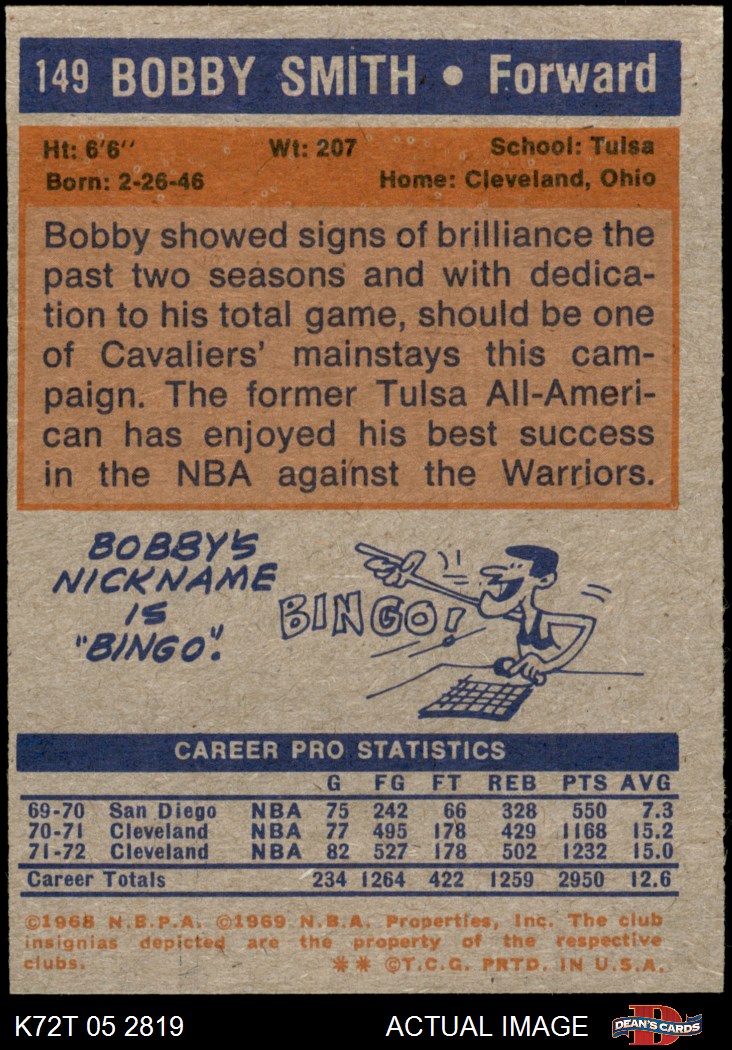 149 BOBBY SMITH • Forward
Ht: 6'6" Wt: 207 School: Tulsa
Born: 2-26-46 Home: Cleveland, Ohio
Bobby showed signs of brilliance the
past two seasons and with dedica-
tion to his total game, should be one
of Cavaliers' mainstays this cam-
paign. The former Tulsa All-Ameri-
can has enjoyed his best success
in the NBA against the Warriors.
BOBBY'S
NICKNAME
IS
"BINGO".
BINGO!
CAREER PRO STATISTICS
G FG FT REB PTS AVG
69-70 San Diego NBA 75 242 66 328 550 7.3
70-71 Cleveland NBA 77 495 178 429 1168 15.2
71-72 Cleveland NBA 82 527 178 502 1232 15.0
Career Totals 234 1264 422 1259 2950 12.6
©1968 N.B.P.A. ©1969 N.B.A. Properties, Inc. The club
insignias depicted are the property of the respective
clubs. ** ©T.C.G. PRTD. IN U.S.A.
K72T 05 2819 ACTUAL IMAGE D DEAN'S CARDS